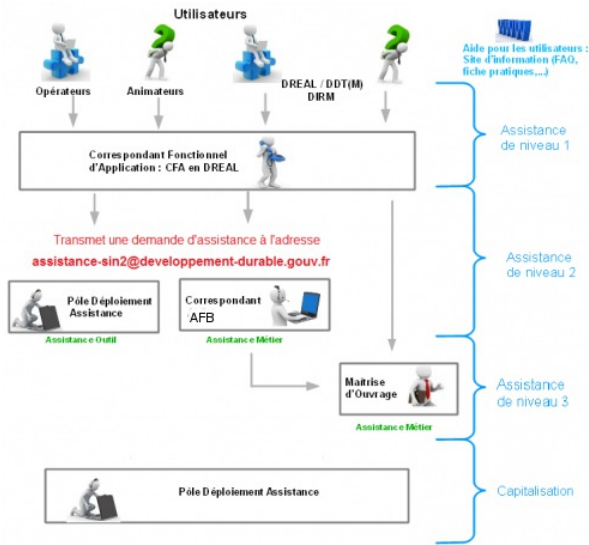 Utilisateurs
Aide pour les utilisateurs :
Site d'information (FAQ,
fiche pratiques,...)
Opérateurs
Animateurs
DREAL / DDT(M)
DIRM
Assistance
de niveau 1
Correspondant Fonctionnel
d'Application : CFA en DREAL
Transmet une demande d'assistance à l'adresse
assistance-sin2@developpement-durable.gouv.fr
Assistance
de niveau 2
Pôle Déploiement
Assistance
Correspondant
AFB
Assistance Outil
Assistance Métier
Maîtrise
d'Ouvrage
Assistance
de niveau 3
Assistance Métier
Pôle Déploiement Assistance
Capitalisation